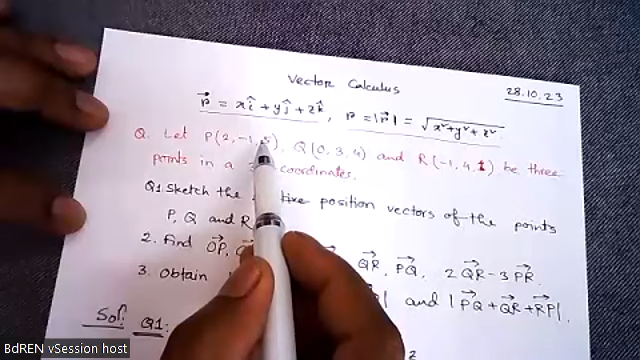 Vector Calculus
28.10.23
r⃗ = xî + yĵ + zk̂ , r = |r⃗| = √(x²+y²+z²)
Q. Let P(2, -1, 5), Q(0, 3, 4) and R(-1, 4, 1) be three
points in a coordinates.
Q1 Sketch the position vectors of the points
P, Q and R
2. Find OP⃗, QR⃗, PQ⃗, 2QR⃗ - 3PR⃗.
3. Obtain and |PQ⃗ + QR⃗ + RP⃗|.
Solⁿ: Q1:
BdREN vSession host